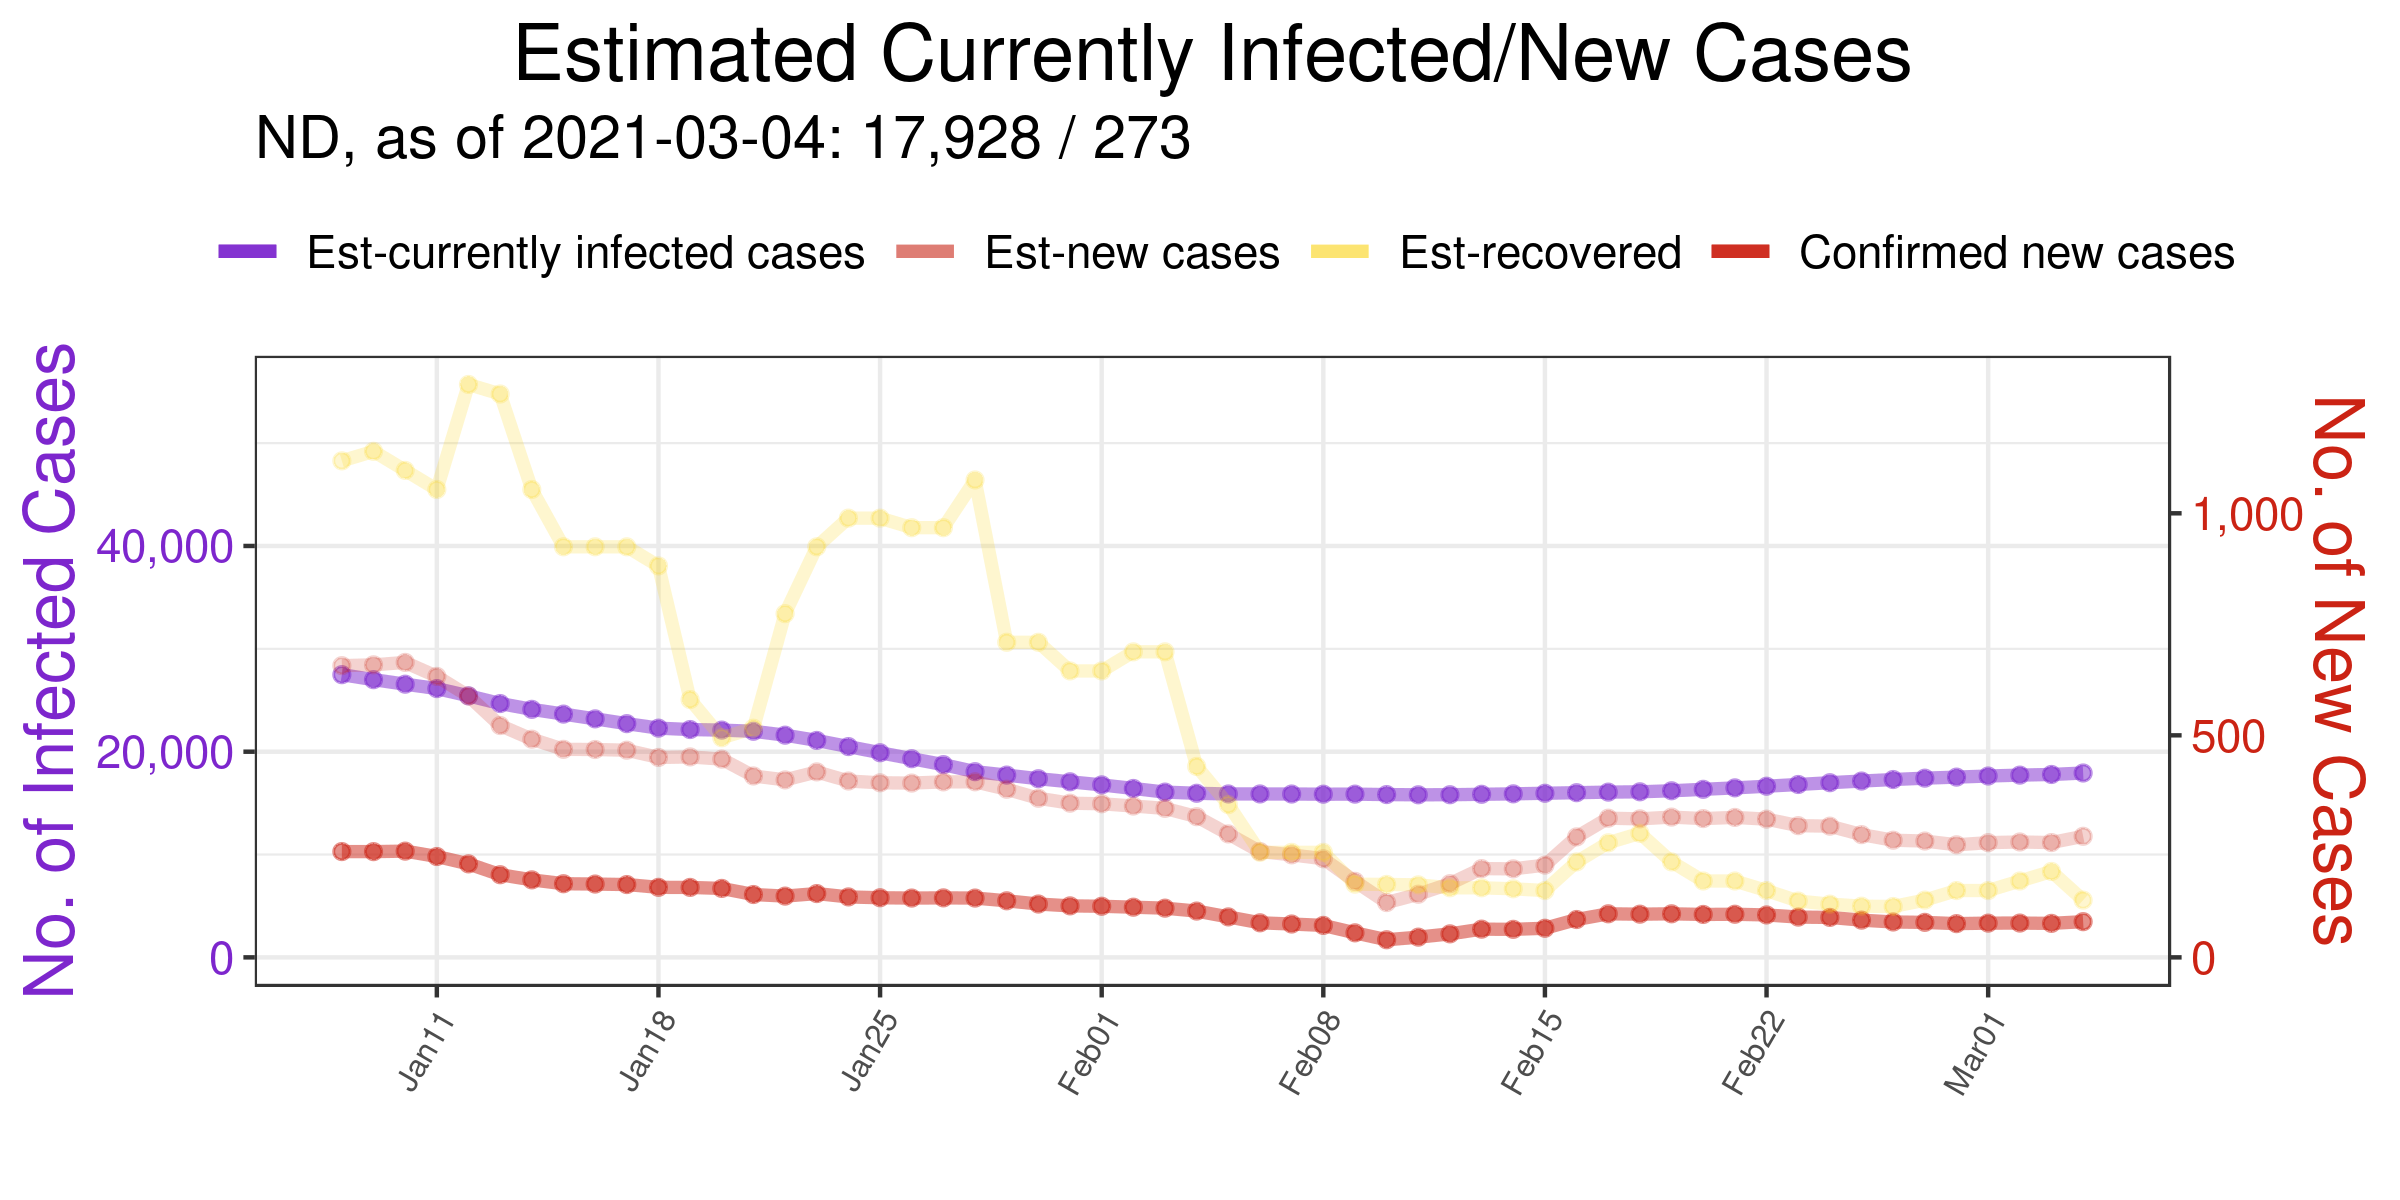 Estimated Currently Infected/New Cases
ND, as of 2021-03-04: 17,928 / 273
Est-currently infected cases Est-new cases Est-recovered Confirmed new cases
No. of Infected Cases
40,000
20,000
0
No. of New Cases
1,000
500
0
Jan11 Jan18 Jan25 Feb01 Feb08 Feb15 Feb22 Mar01